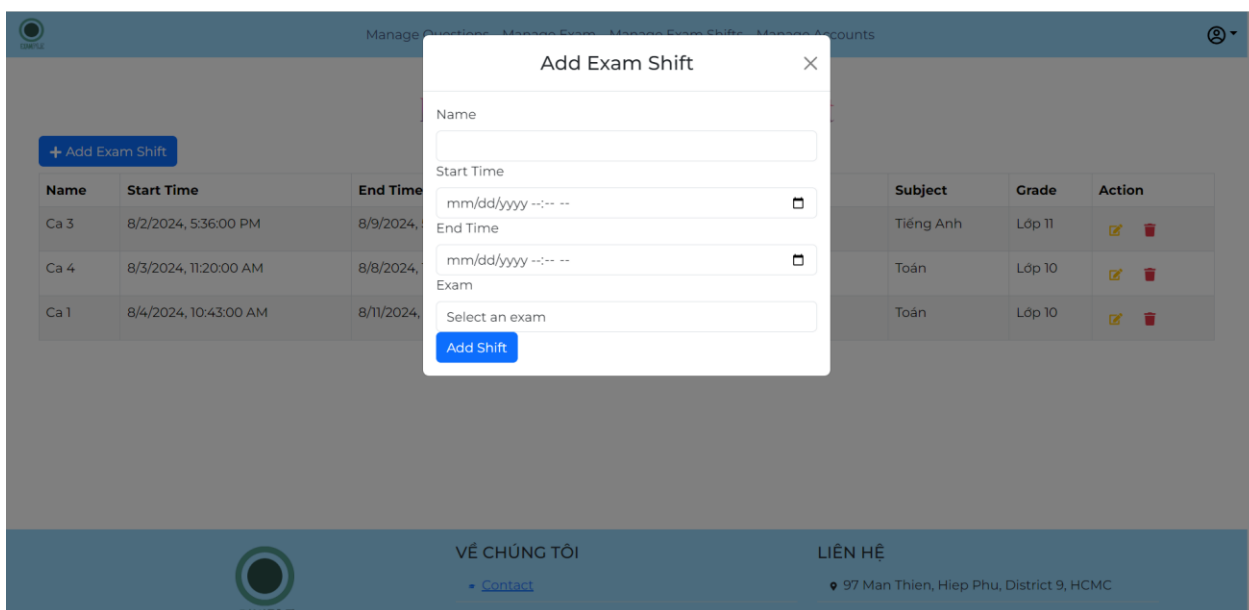 Manage Questions Manage Exam Manage Exam Shifts Manage Accounts
Add Exam Shift
Name
+ Add Exam Shift
Start Time
mm/dd/yyyy --:-- --
End Time
mm/dd/yyyy --:-- --
Exam
Select an exam
Add Shift
Name Start Time End Time Subject Grade Action
Ca 3 8/2/2024, 5:36:00 PM 8/9/2024, Tiếng Anh Lớp 11
Ca 4 8/3/2024, 11:20:00 AM 8/8/2024, Toán Lớp 10
Ca 1 8/4/2024, 10:43:00 AM 8/11/2024, Toán Lớp 10
VỀ CHÚNG TÔI
Contact
LIÊN HỆ
97 Man Thien, Hiep Phu, District 9, HCMC